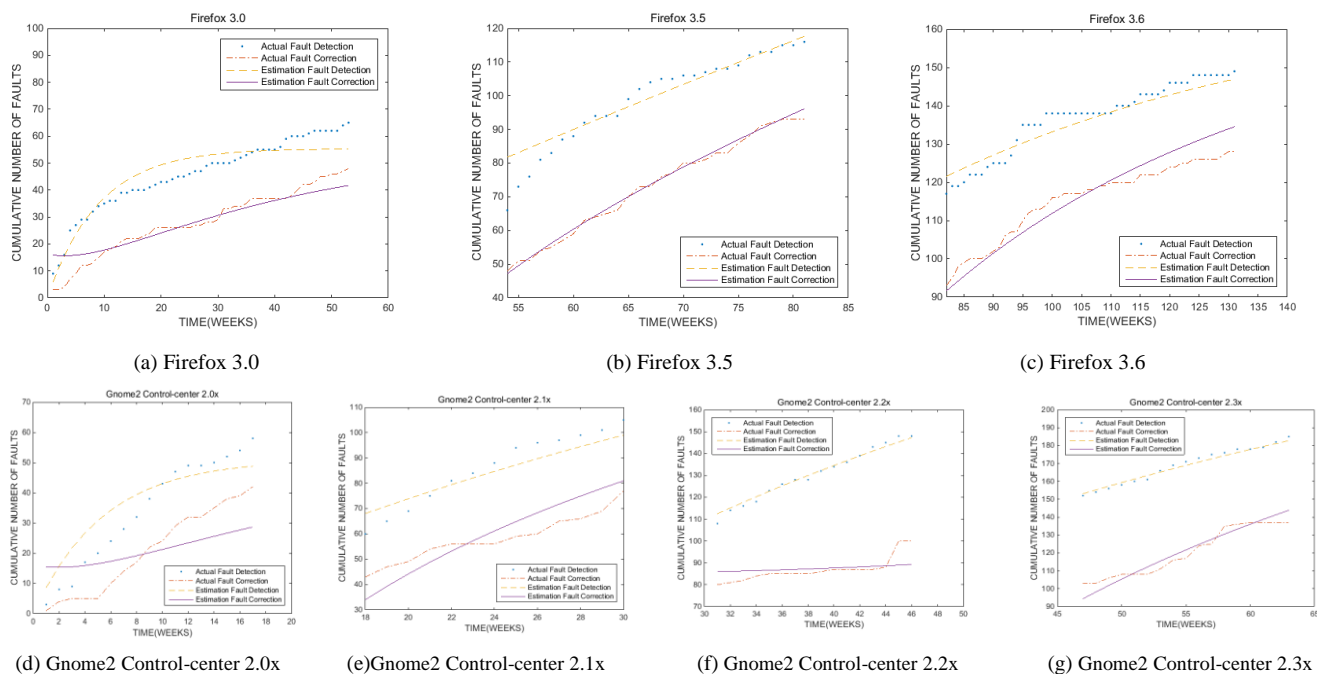 Firefox 3.0
100
90
80
70
60
50
40
30
20
10
0
CUMULATIVE NUMBER OF FAULTS
Actual Fault Detection
Actual Fault Correction
Estimation Fault Detection
Estimation Fault Correction
0 10 20 30 40 50 60
TIME(WEEKS)
(a) Firefox 3.0
Firefox 3.5
120
110
100
90
80
70
60
50
40
CUMULATIVE NUMBER OF FAULTS
Actual Fault Detection
Actual Fault Correction
Estimation Fault Detection
Estimation Fault Correction
55 60 65 70 75 80 85
TIME(WEEKS)
(b) Firefox 3.5
Firefox 3.6
160
150
140
130
120
110
100
90
CUMULATIVE NUMBER OF FAULTS
Actual Fault Detection
Actual Fault Correction
Estimation Fault Detection
Estimation Fault Correction
85 90 95 100 105 110 115 120 125 130 135 140
TIME(WEEKS)
(c) Firefox 3.6
Gnome2 Control-center 2.0x
70
60
50
40
30
20
10
0
CUMULATIVE NUMBER OF FAULTS
Actual Fault Detection
Actual Fault Correction
Estimation Fault Detection
Estimation Fault Correction
0 2 4 6 8 10 12 14 16 18 20
TIME(WEEKS)
(d) Gnome2 Control-center 2.0x
Gnome2 Control-center 2.1x
110
100
90
80
70
60
50
40
30
CUMULATIVE NUMBER OF FAULTS
Actual Fault Detection
Actual Fault Correction
Estimation Fault Detection
Estimation Fault Correction
18 20 22 24 26 28 30
TIME(WEEKS)
(e)Gnome2 Control-center 2.1x
Gnome2 Control-center 2.2x
160
150
140
130
120
110
100
90
80
70
CUMULATIVE NUMBER OF FAULTS
Actual Fault Detection
Actual Fault Correction
Estimation Fault Detection
Estimation Fault Correction
30 32 34 36 38 40 42 44 46 48 50
TIME(WEEKS)
(f) Gnome2 Control-center 2.2x
Gnome2 Control-center 2.3x
200
190
180
170
160
150
140
130
120
110
100
90
CUMULATIVE NUMBER OF FAULTS
Actual Fault Detection
Actual Fault Correction
Estimation Fault Detection
Estimation Fault Correction
45 50 55 60 65
TIME(WEEKS)
(g) Gnome2 Control-center 2.3x